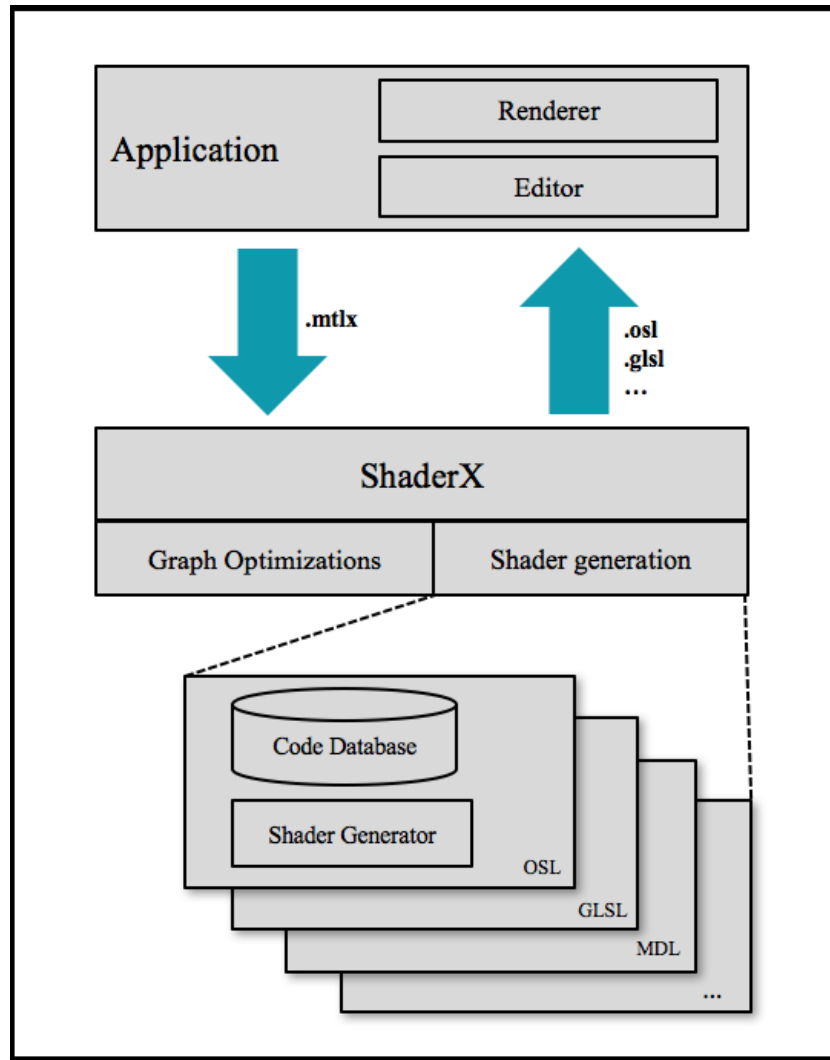 Renderer
Application
Editor
.mtlx
.osl
.glsl
...
ShaderX
Graph Optimizations
Shader generation
Code Database
Shader Generator
OSL
GLSL
MDL
...